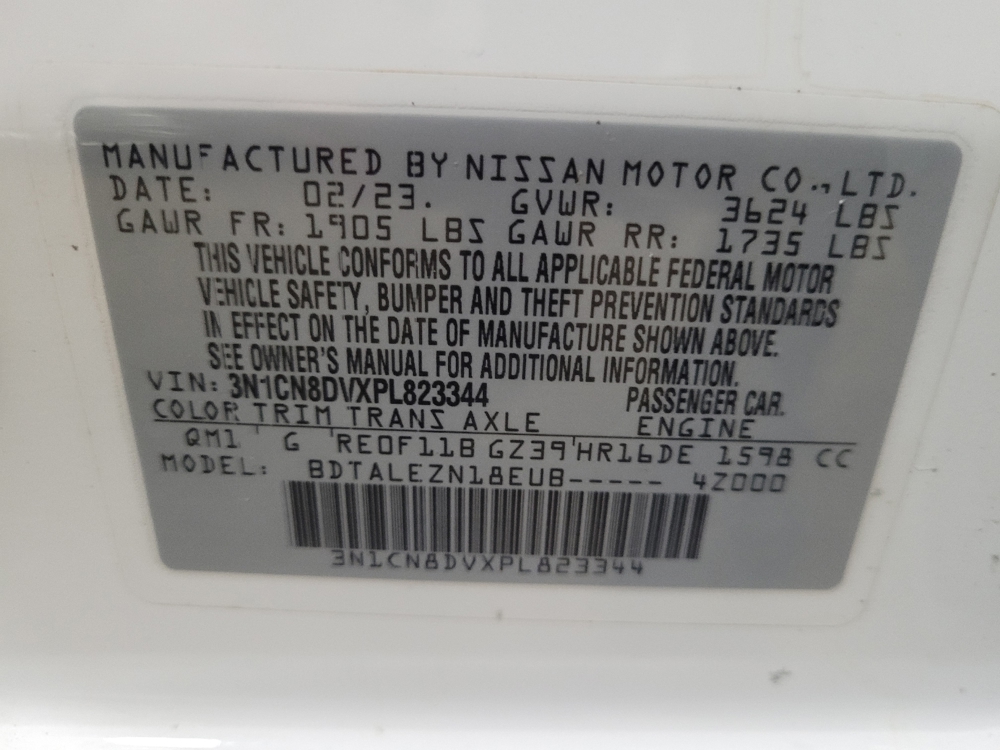 MANUFACTURED BY NISSAN MOTOR CO., LTD.
DATE: 02/23. GVWR: 3624 LBS
GAWR FR: 1905 LBS GAWR RR: 1735 LBS
THIS VEHICLE CONFORMS TO ALL APPLICABLE FEDERAL MOTOR
VEHICLE SAFETY, BUMPER AND THEFT PREVENTION STANDARDS
IN EFFECT ON THE DATE OF MANUFACTURE SHOWN ABOVE.
SEE OWNER'S MANUAL FOR ADDITIONAL INFORMATION.
VIN: 3N1CN8DVXPL823344 PASSENGER CAR.
COLOR TRIM TRANS AXLE ENGINE
QM1 G RE0F11B GZ39 HR16DE 1598 CC
MODEL: BDTALEZN18EUB----- 4Z000
3N1CN8DVXPL823344